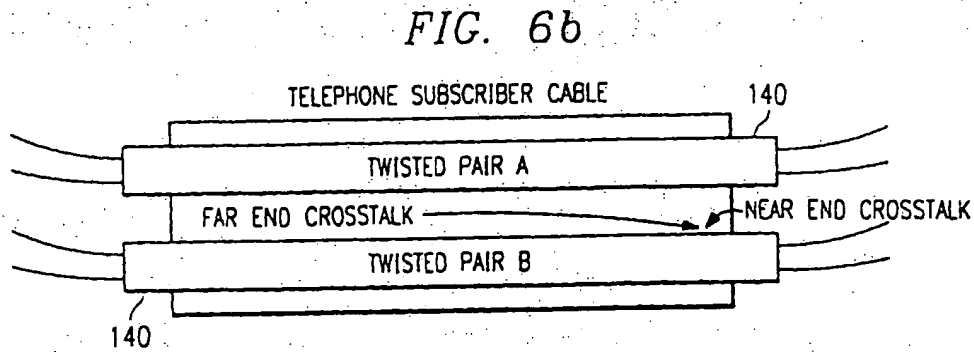 FIG. 6b
TELEPHONE SUBSCRIBER CABLE
140
TWISTED PAIR A
FAR END CROSSTALK
NEAR END CROSSTALK
TWISTED PAIR B
140